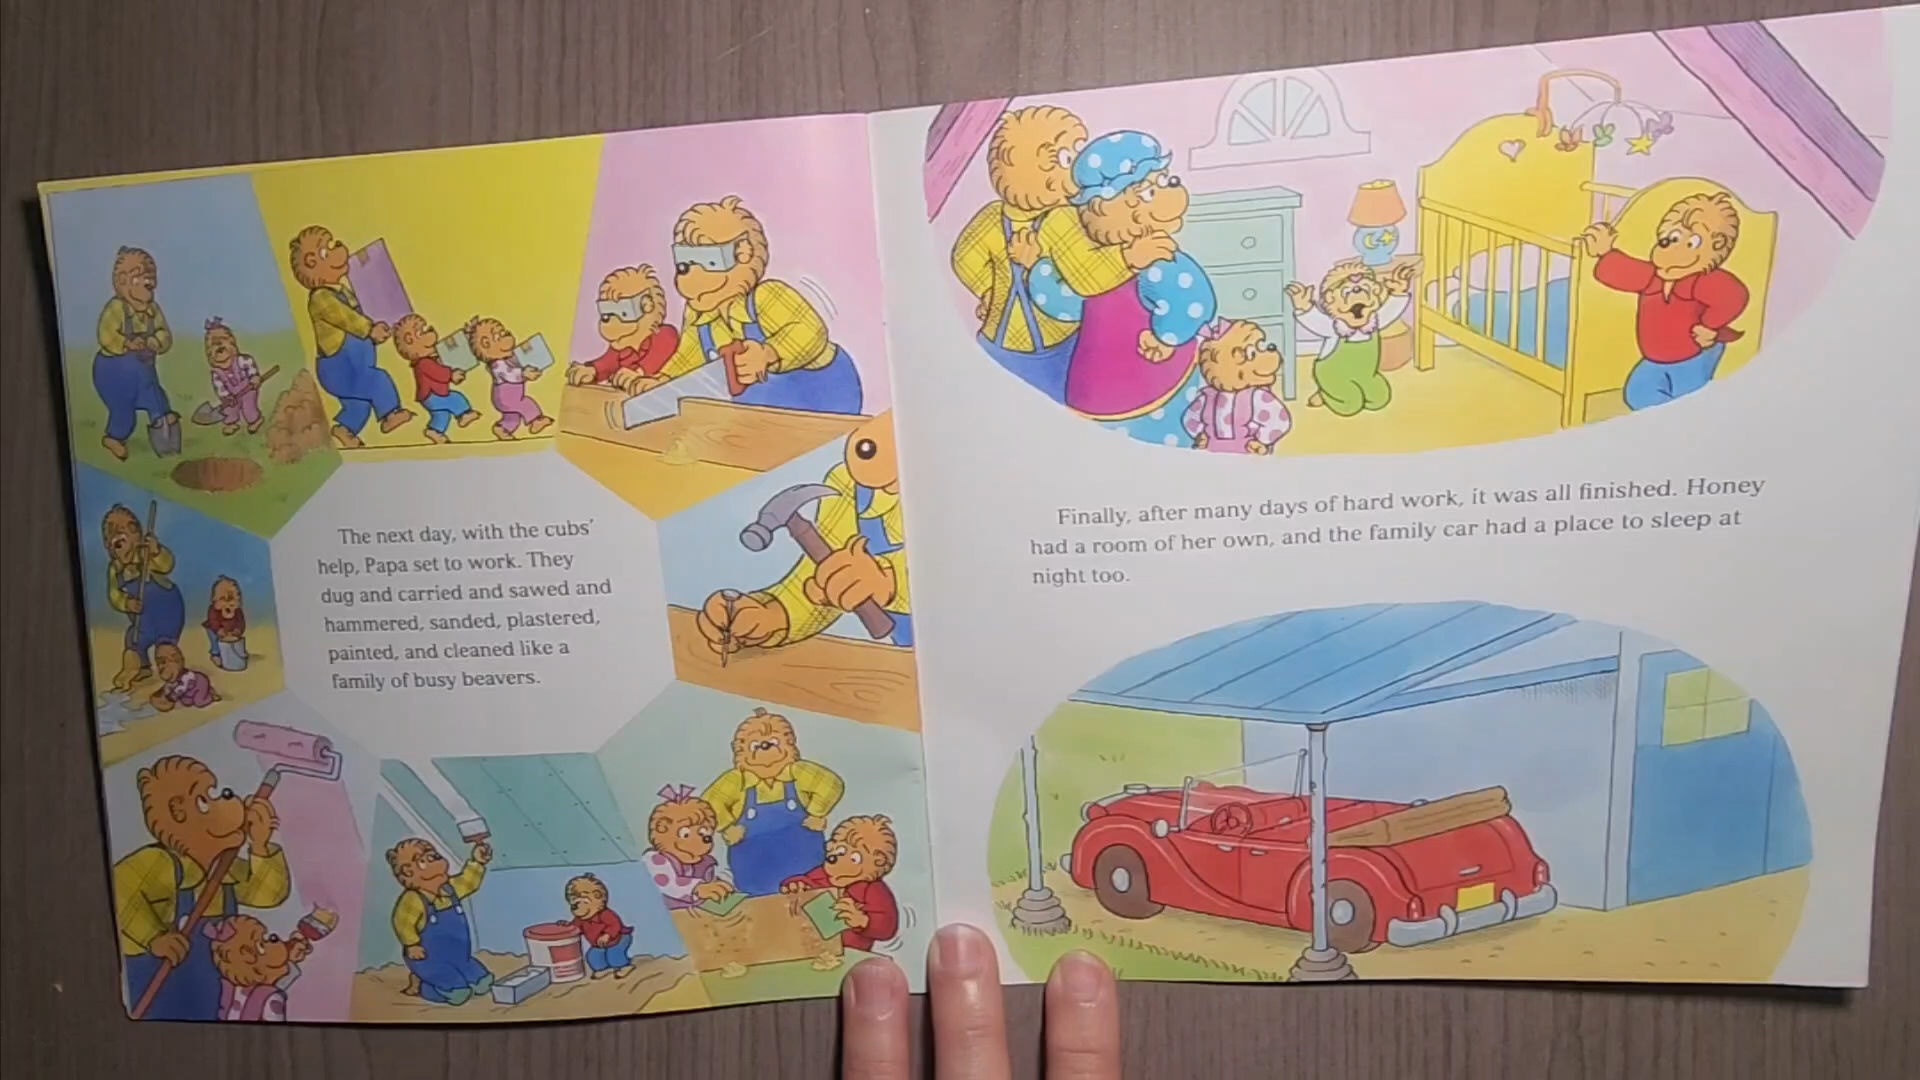 The next day, with the cubs'
help, Papa set to work. They
dug and carried and sawed and
hammered, sanded, plastered,
painted, and cleaned like a
family of busy beavers.
Finally, after many days of hard work, it was all finished. Honey
had a room of her own, and the family car had a place to sleep at
night too.